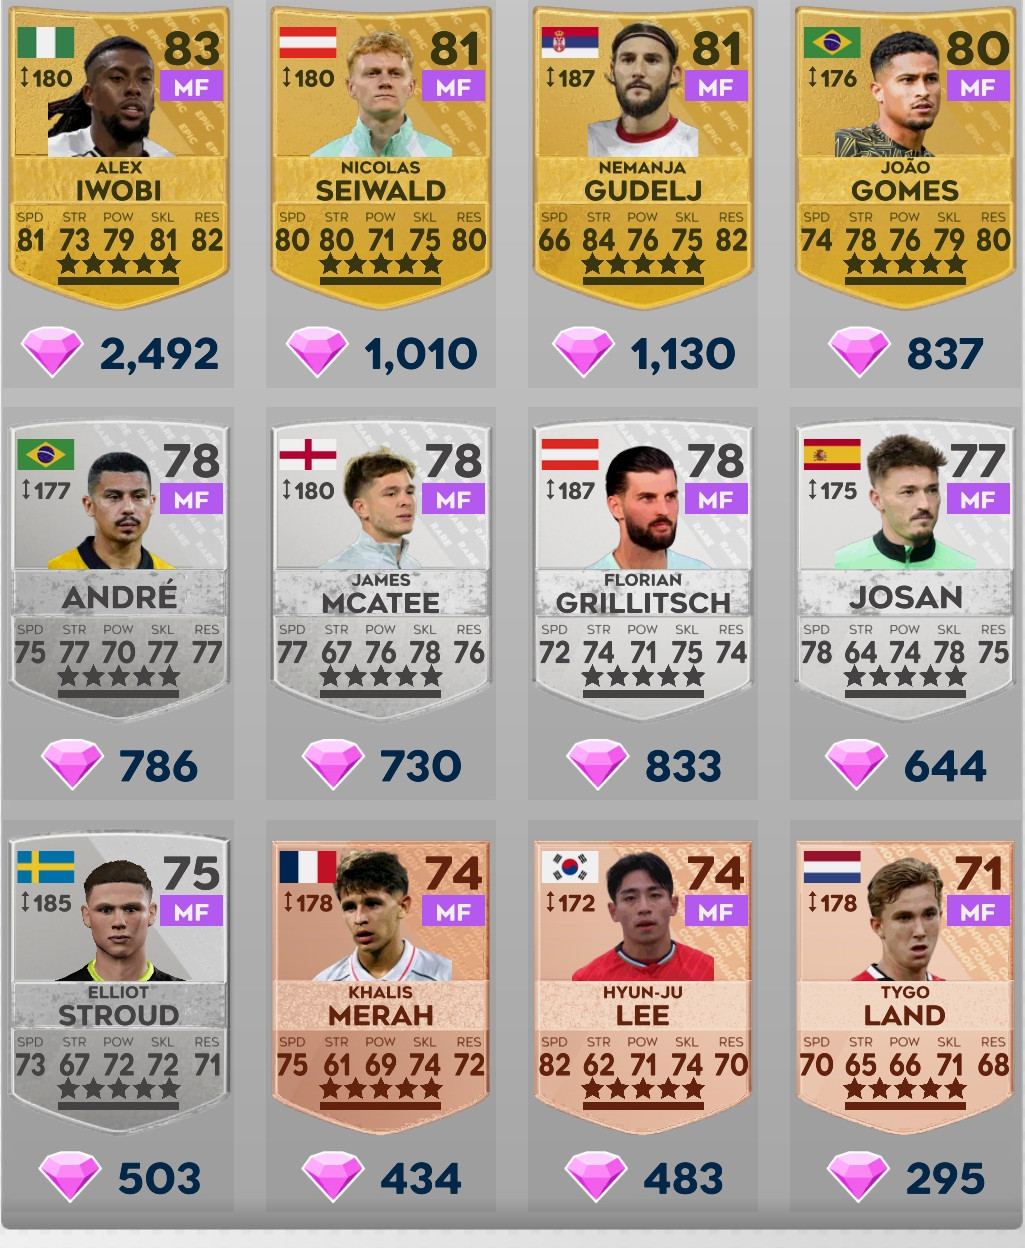 83
↕180
MF
ALEX
IWOBI
SPD STR POW SKL RES
81 73 79 81 82
2,492
81
↕180
MF
NICOLAS
SEIWALD
SPD STR POW SKL RES
80 80 71 75 80
1,010
81
↕187
MF
NEMANJA
GUDELJ
SPD STR POW SKL RES
66 84 76 75 82
1,130
80
↕176
MF
JOÃO
GOMES
SPD STR POW SKL RES
74 78 76 79 80
837
78
↕177
MF
ANDRÉ
SPD STR POW SKL RES
75 77 70 77 77
786
78
↕180
MF
JAMES
MCATEE
SPD STR POW SKL RES
77 67 76 78 76
730
78
↕187
MF
FLORIAN
GRILLITSCH
SPD STR POW SKL RES
72 74 71 75 74
833
77
↕175
MF
JOSAN
SPD STR POW SKL RES
78 64 74 78 75
644
75
↕185
MF
ELLIOT
STROUD
SPD STR POW SKL RES
73 67 72 72 71
503
74
↕178
MF
KHALIS
MERAH
SPD STR POW SKL RES
75 61 69 74 72
434
74
↕172
MF
HYUN-JU
LEE
SPD STR POW SKL RES
82 62 71 74 70
483
71
↕178
MF
TYGO
LAND
SPD STR POW SKL RES
70 65 66 71 68
295